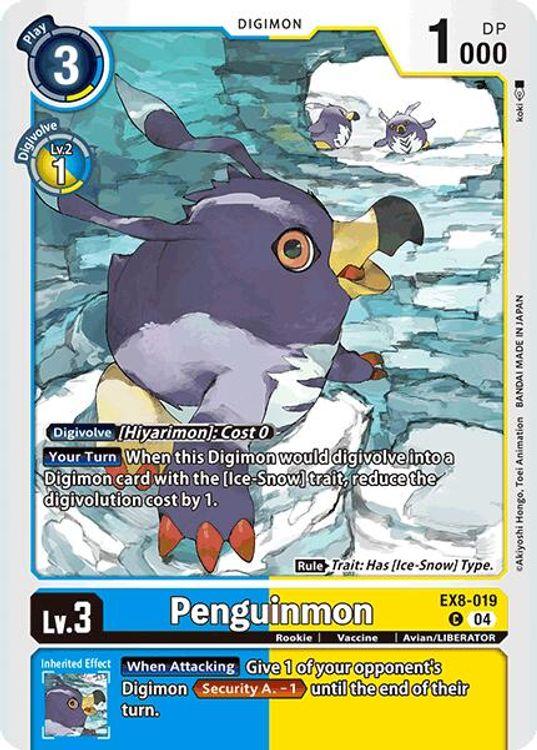 Play
3
DIGIMON
DP
1000
Digivolve
Lv.2
1
koki
Digivolve [Hiyarimon]: Cost 0
Your Turn When this Digimon would digivolve into a
Digimon card with the [Ice-Snow] trait, reduce the
digivolution cost by 1.
Rule Trait: Has [Ice-Snow] Type.
©Akiyoshi Hongo, Toei Animation BANDAI MADE IN JAPAN
Lv.3
Penguinmon
EX8-019
C 04
Rookie | Vaccine | Avian/LIBERATOR
Inherited Effect
When Attacking Give 1 of your opponent's
Digimon Security A. -1 until the end of their
turn.